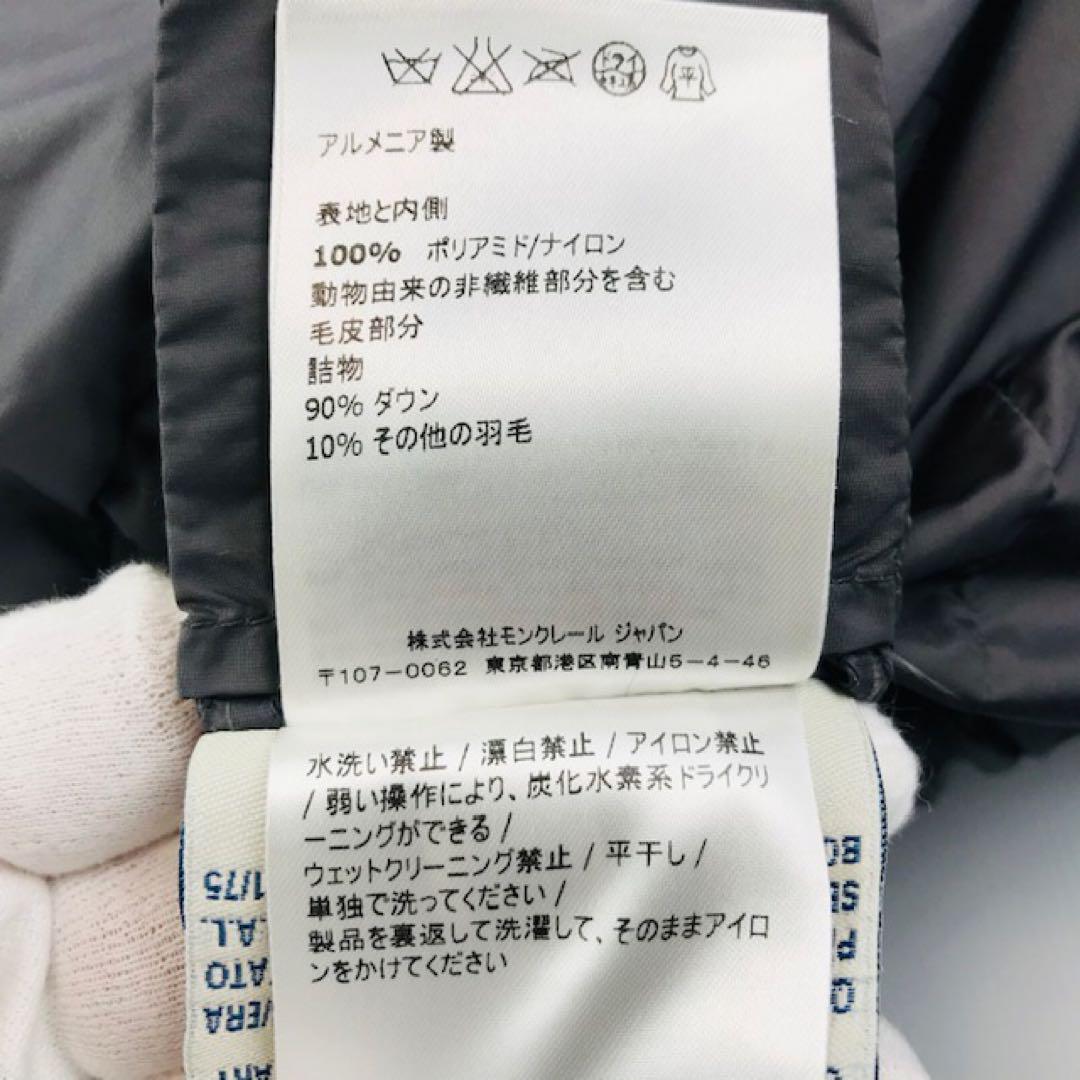 平
アルメニア製
表地と内側
100% ポリアミド/ナイロン
動物由来の非繊維部分を含む
毛皮部分
詰物
90% ダウン
10% その他の羽毛
株式会社モンクレール ジャパン
〒107-0062 東京都港区南青山5-4-46
水洗い禁止 / 漂白禁止 / アイロン禁止
/ 弱い操作により、炭化水素系ドライクリ
ーニングができる /
ウェットクリーニング禁止 / 平干し /
単独で洗ってください /
製品を裏返して洗濯して、そのままアイロ
ンをかけてください
1/75
.A.L.